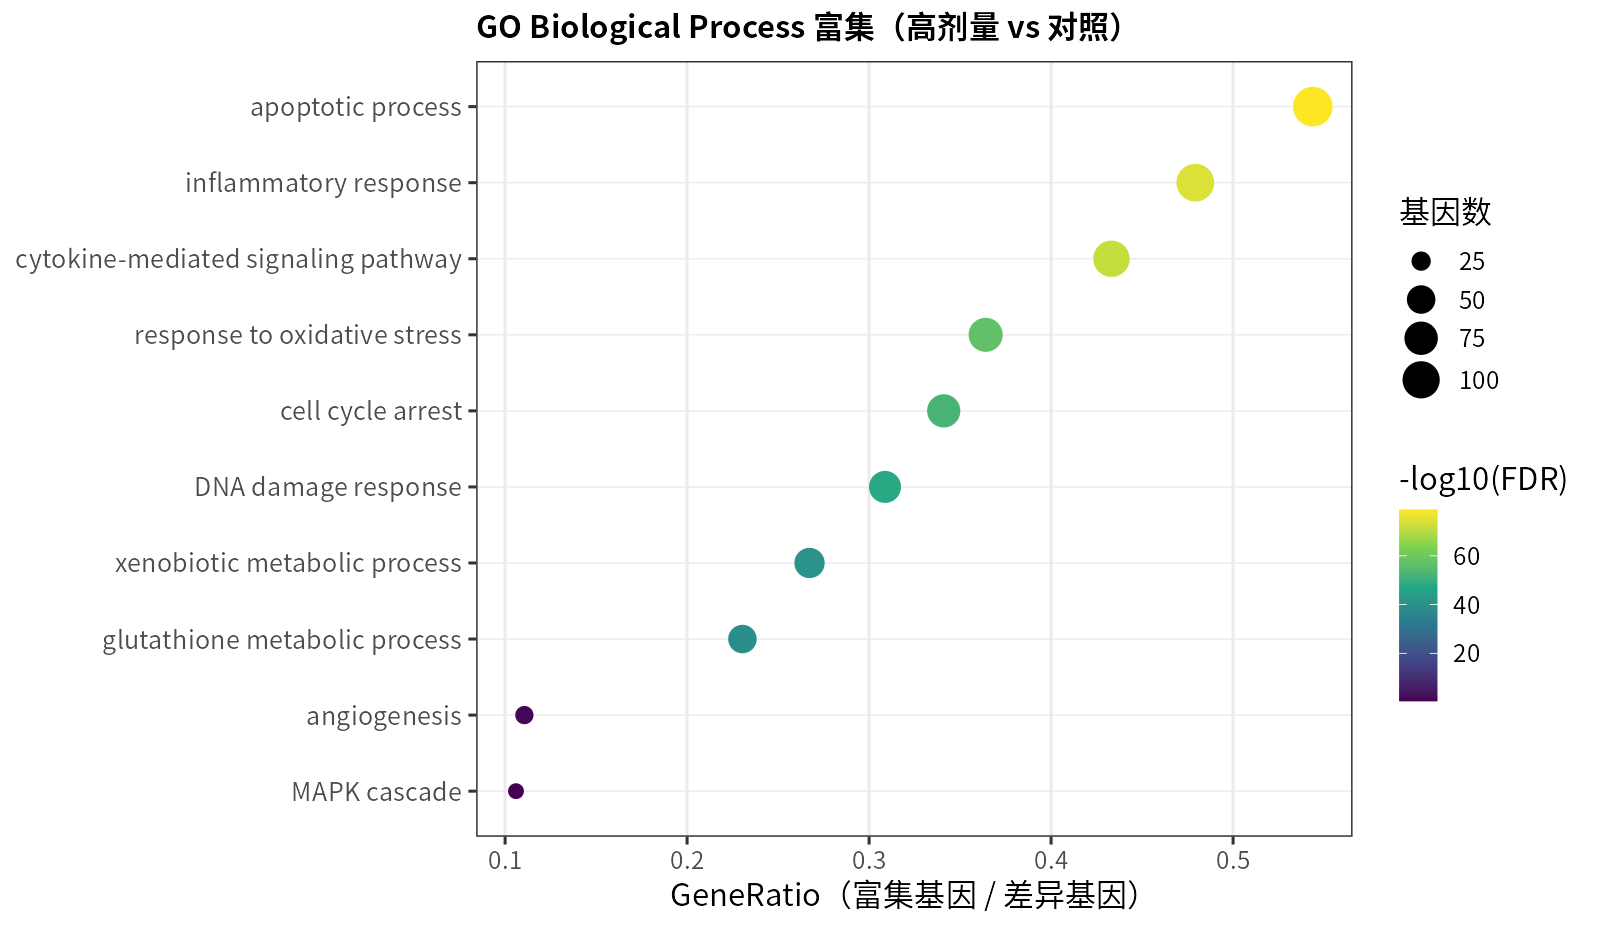 GO Biological Process 富集（高剂量 vs 对照）
apoptotic process
inflammatory response
cytokine-mediated signaling pathway
response to oxidative stress
cell cycle arrest
DNA damage response
xenobiotic metabolic process
glutathione metabolic process
angiogenesis
MAPK cascade
0.1 0.2 0.3 0.4 0.5
GeneRatio（富集基因 / 差异基因）
基因数
25
50
75
100
-log10(FDR)
60
40
20